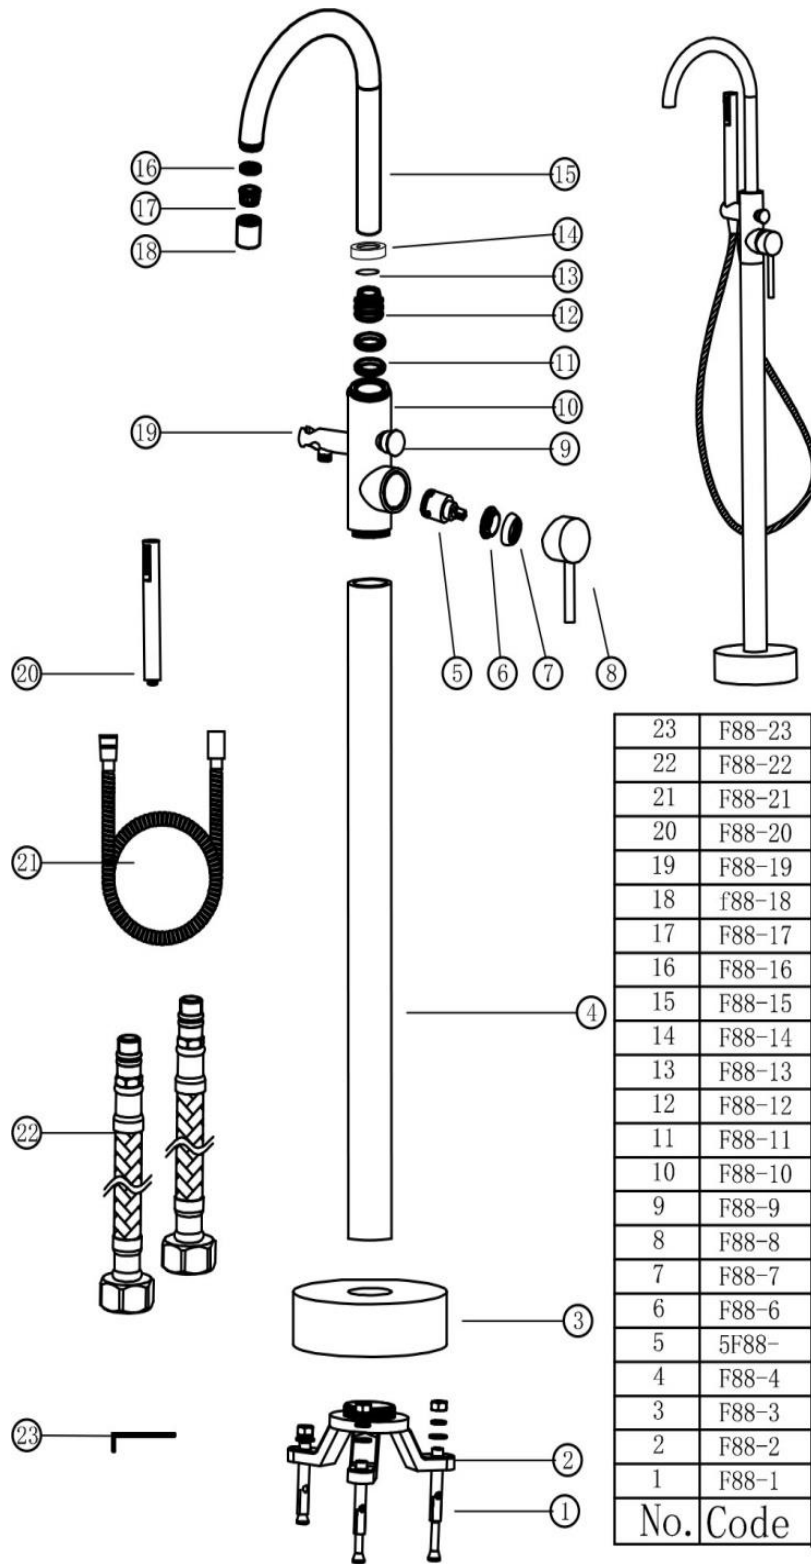 16
17
18
15
14
13
12
11
10
19
9
5
6
7
8
20
21
4
22
3
23
2
1
23 F88-23
22 F88-22
21 F88-21
20 F88-20
19 F88-19
18 f88-18
17 F88-17
16 F88-16
15 F88-15
14 F88-14
13 F88-13
12 F88-12
11 F88-11
10 F88-10
9 F88-9
8 F88-8
7 F88-7
6 F88-6
5 5F88-
4 F88-4
3 F88-3
2 F88-2
1 F88-1
No. Code